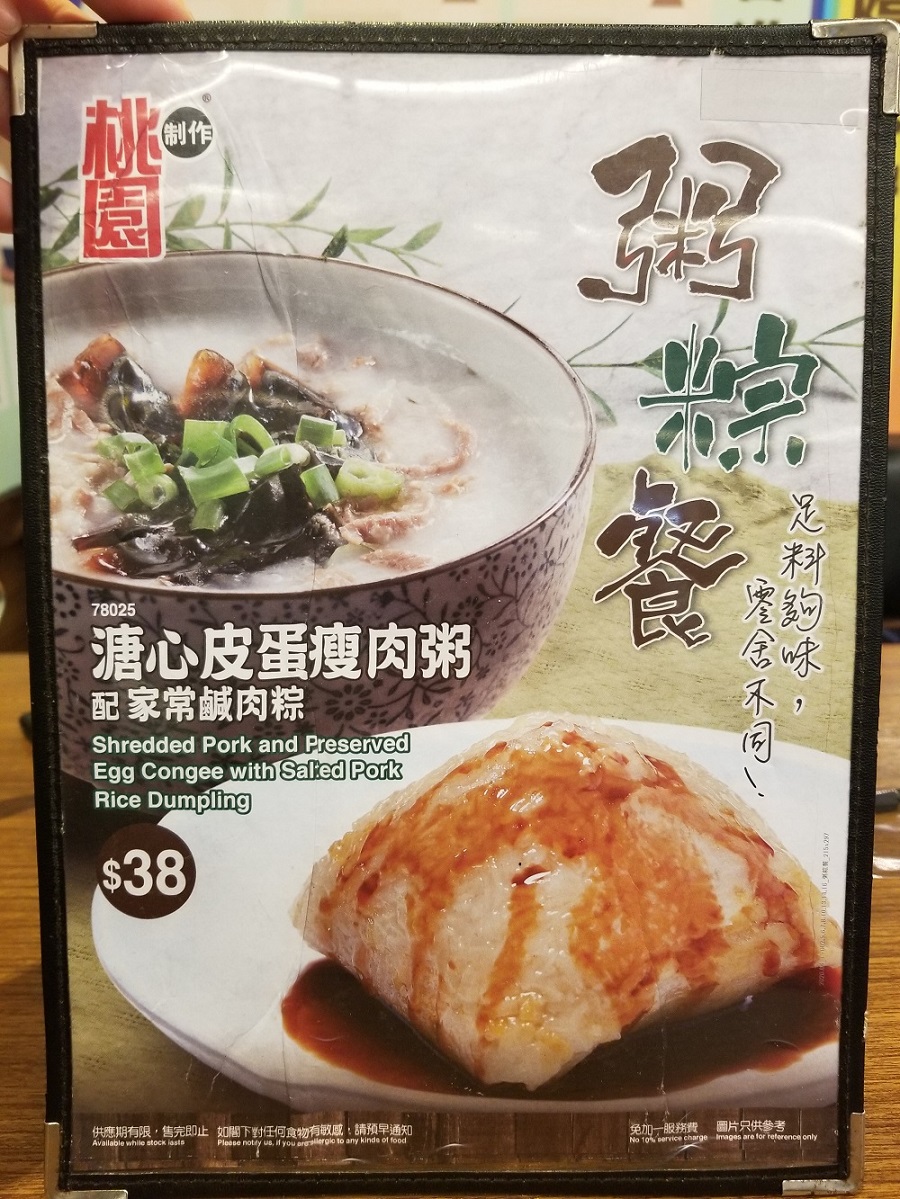 桃園
制作
®
粥
粽
餐
足料夠味，
零舍不同！
78025
溏心皮蛋瘦肉粥
配 家常鹹肉粽
Shredded Pork and Preserved
Egg Congee with Salted Pork
Rice Dumpling
$38
供應期有限，售完即止 如閣下對任何食物有敏感，請預早通知
Available while stock lasts Please notify us, if you are allergic to any kinds of food
免加一服務費 圖片只供參考
No 10% service charge Images are for reference only